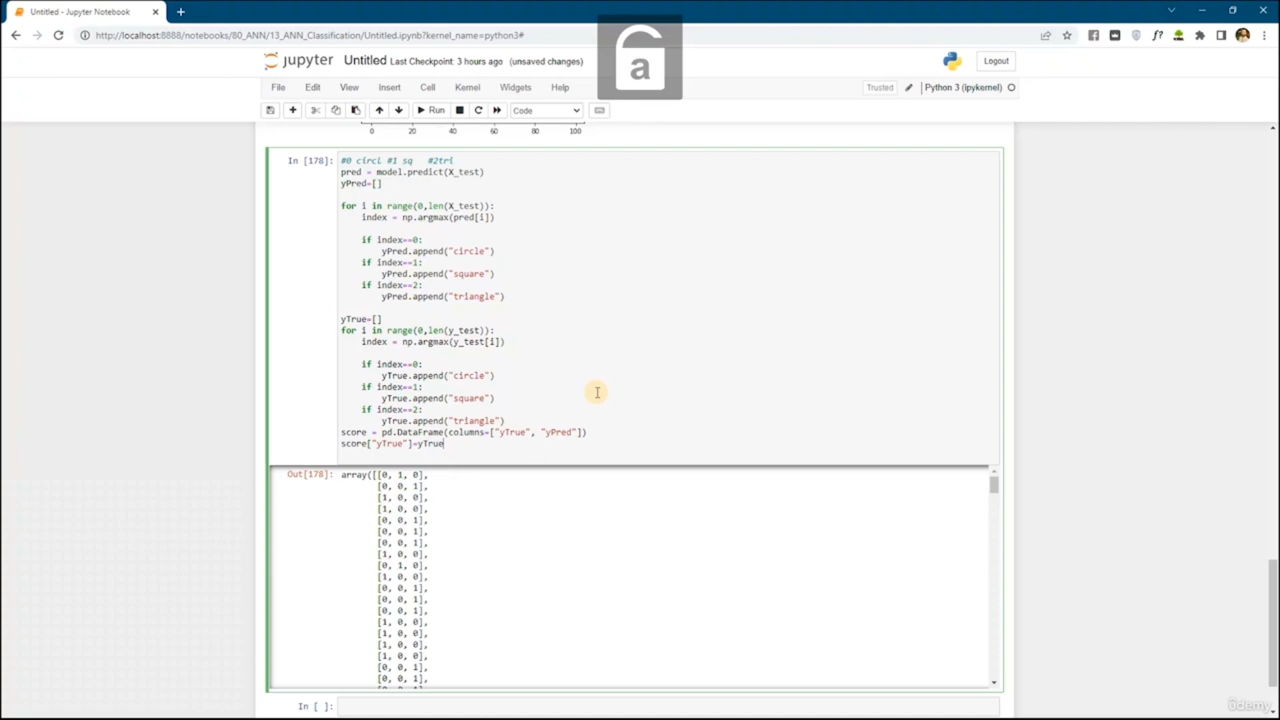 Untitled - Jupyter Notebook
http://localhost:8888/notebooks/80_ANN/13_ANN_Classification/Untitled.ipynb?kernel_name=python3#
a
jupyter Untitled Last Checkpoint: 3 hours ago (unsaved changes) Logout
File Edit View Insert Cell Kernel Widgets Help Trusted Python 3 (ipykernel)
Run Code
0 20 40 60 80 100
In [178]: #0 circl #1 sq #2tri
pred = model.predict(X_test)
yPred=[]
for i in range(0,len(X_test)):
index = np.argmax(pred[i])
if index==0:
yPred.append("circle")
if index==1:
yPred.append("square")
if index==2:
yPred.append("triangle")
yTrue=[]
for i in range(0,len(y_test)):
index = np.argmax(y_test[i])
if index==0:
yTrue.append("circle")
if index==1:
yTrue.append("square")
if index==2:
yTrue.append("triangle")
score = pd.DataFrame(columns=["yTrue", "yPred"])
score["yTrue"]=yTrue
Out[178]: array([[0, 1, 0],
[0, 0, 1],
[1, 0, 0],
[1, 0, 0],
[0, 0, 1],
[0, 0, 1],
[0, 0, 1],
[1, 0, 0],
[0, 1, 0],
[1, 0, 0],
[0, 0, 1],
[0, 0, 1],
[0, 0, 1],
[1, 0, 0],
[1, 0, 0],
[1, 0, 0],
[1, 0, 0],
[0, 0, 1],
[0, 0, 1],
In [ ]:
ûdemy